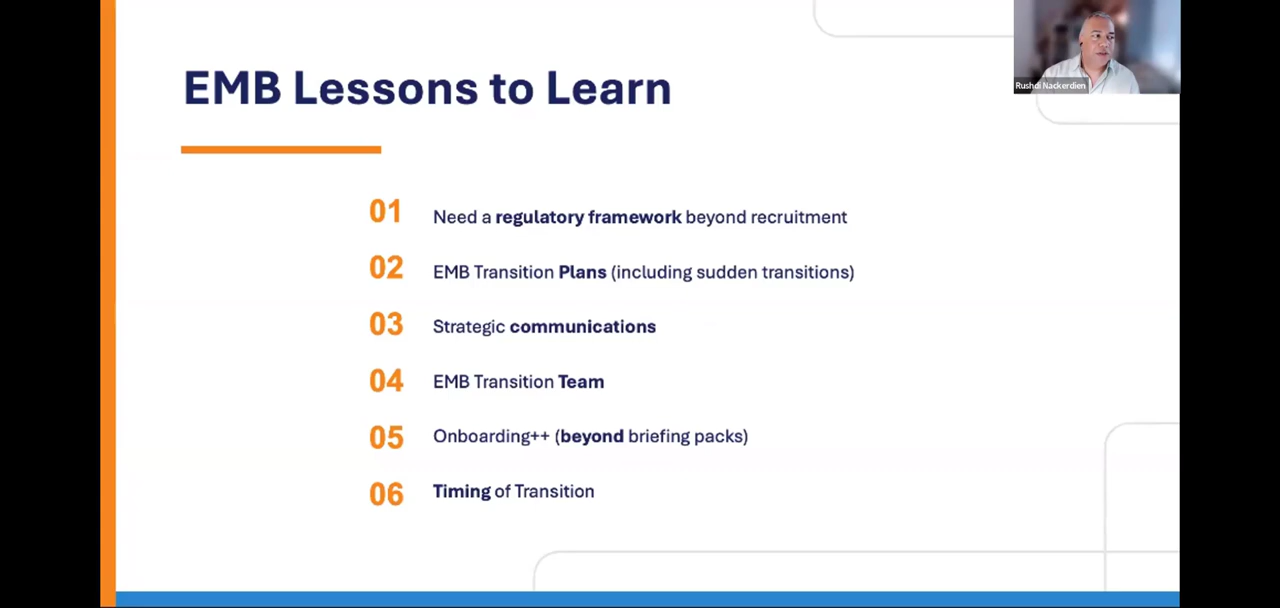 EMB Lessons to Learn
Rushdi Nackerdien
01 Need a regulatory framework beyond recruitment
02 EMB Transition Plans (including sudden transitions)
03 Strategic communications
04 EMB Transition Team
05 Onboarding++ (beyond briefing packs)
06 Timing of Transition